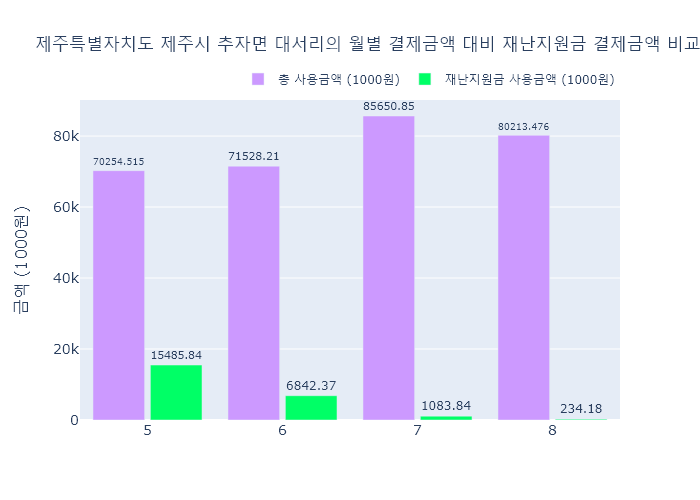 제주특별자치도 제주시 추자면 대서리의 월별 결제금액 대비 재난지원금 결제금액 비교
총 사용금액 (1000원) 재난지원금 사용금액 (1000원)
금액 (1000원)
80k
60k
40k
20k
0
70254.515
15485.84
71528.21
6842.37
85650.85
1083.84
80213.476
234.18
5 6 7 8